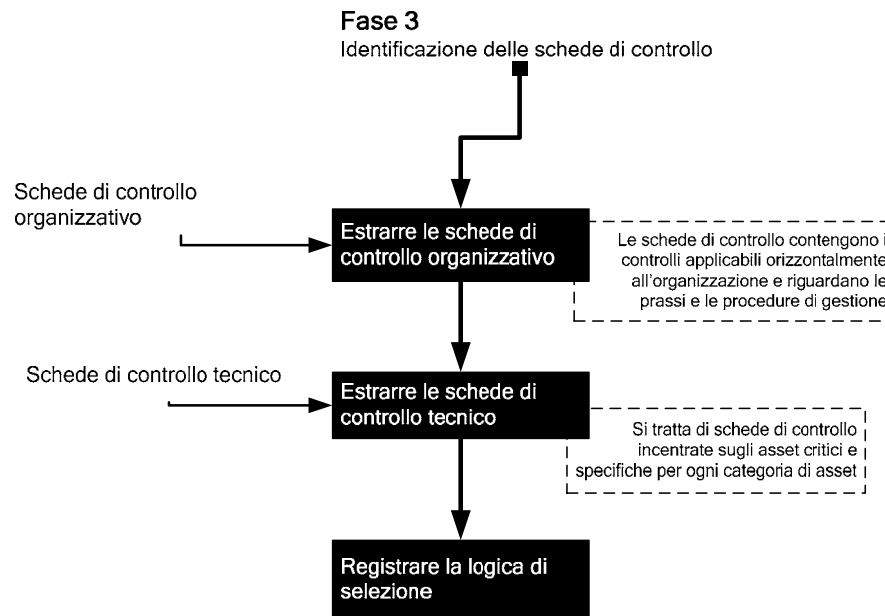 Fase 3
Identificazione delle schede di controllo
Schede di controllo
organizzativo
Estrarre le schede di
controllo organizzativo
Le schede di controllo contengono i
controlli applicabili orizzontalmente
all'organizzazione e riguardano le
prassi e le procedure di gestione
Schede di controllo tecnico
Estrarre le schede di
controllo tecnico
Si tratta di schede di controllo
incentrate sugli asset critici e
specifiche per ogni categoria di asset
Registrare la logica di
selezione